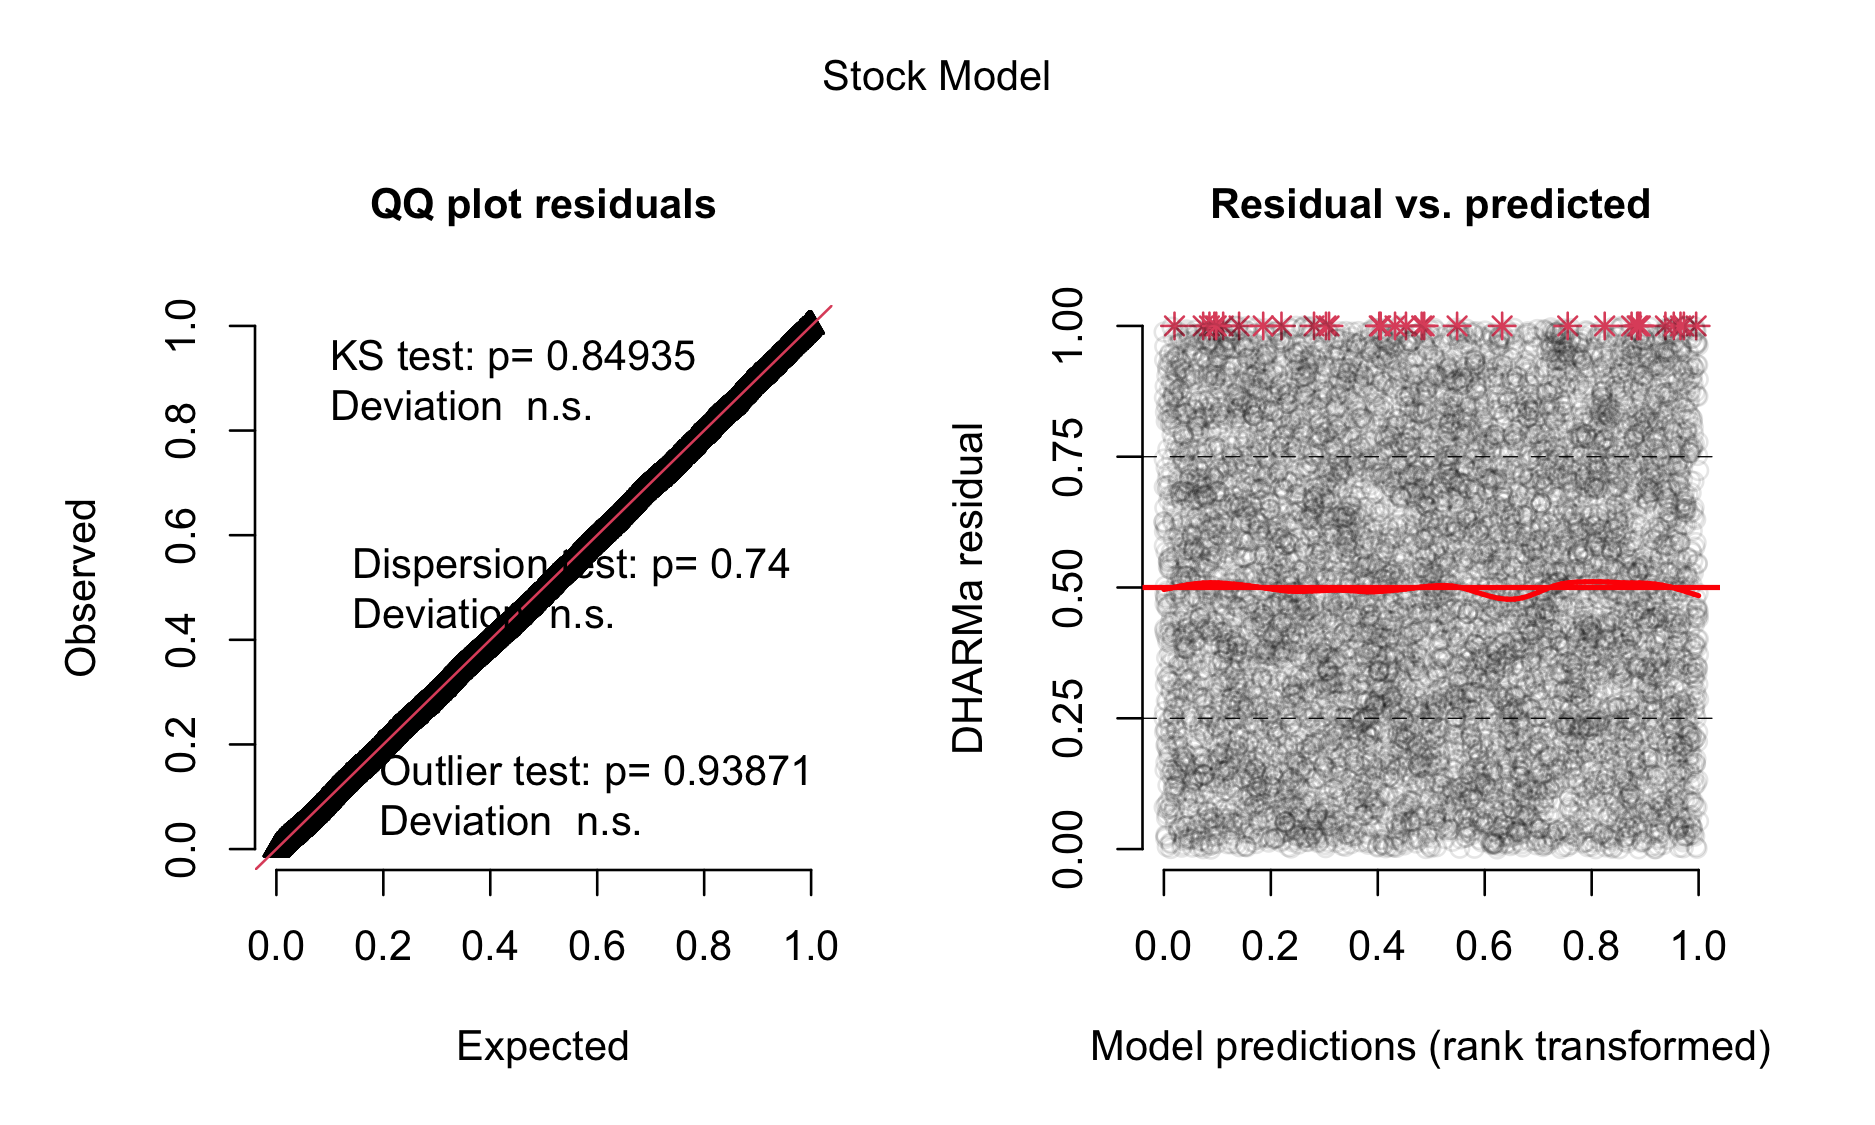 Stock Model
QQ plot residuals
KS test: p= 0.84935
Deviation n.s.
Dispersion test: p= 0.74
Deviation n.s.
Outlier test: p= 0.93871
Deviation n.s.
Observed
0.0 0.2 0.4 0.6 0.8 1.0
0.0 0.2 0.4 0.6 0.8 1.0
Expected
Residual vs. predicted
DHARMa residual
0.00 0.25 0.50 0.75 1.00
0.0 0.2 0.4 0.6 0.8 1.0
Model predictions (rank transformed)